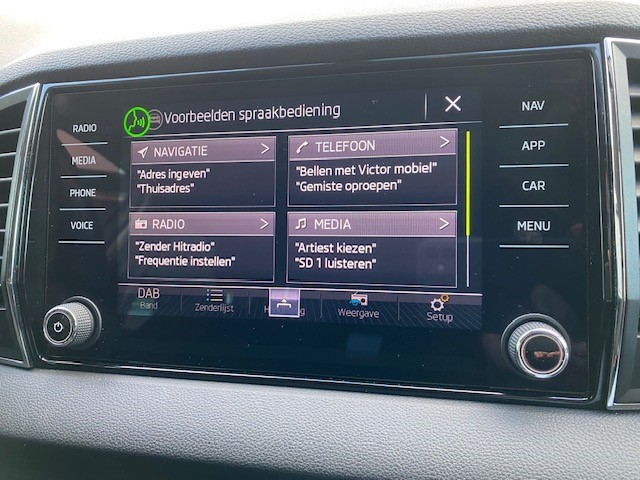 Voorbeelden spraakbediening
RADIO
MEDIA
PHONE
VOICE
NAVIGATIE
"Adres ingeven"
"Thuisadres"
TELEFOON
"Bellen met Victor mobiel"
"Gemiste oproepen"
RADIO
"Zender Hitradio"
"Frequentie instellen"
MEDIA
"Artiest kiezen"
"SD 1 luisteren"
DAB
Band
Zenderlijst
Weergave
Setup
NAV
APP
CAR
MENU